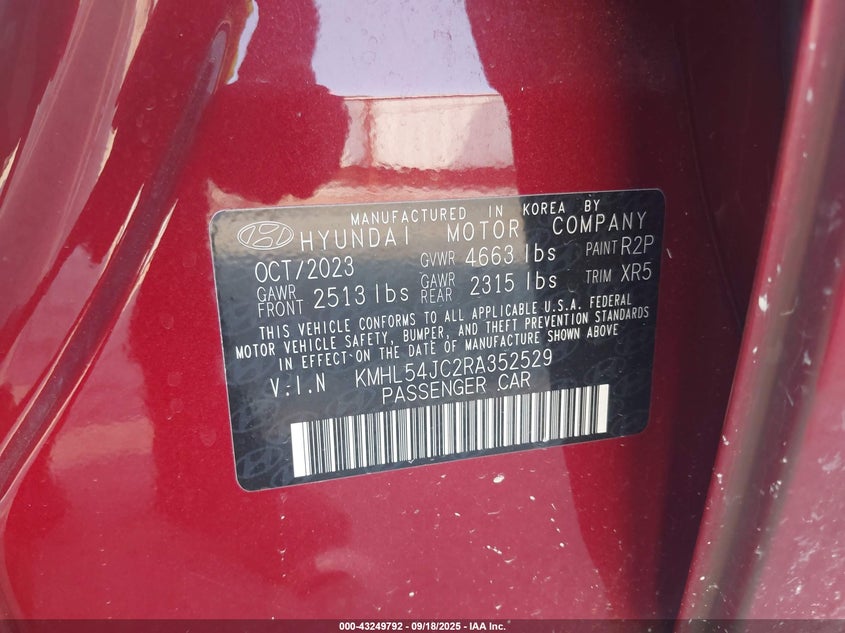 MANUFACTURED IN KOREA BY
HYUNDAI MOTOR COMPANY
OCT/2023 GVWR 4663 lbs PAINT R2P
GAWR FRONT 2513 lbs GAWR REAR 2315 lbs TRIM XR5
THIS VEHICLE CONFORMS TO ALL APPLICABLE U.S.A. FEDERAL
MOTOR VEHICLE SAFETY, BUMPER, AND THEFT PREVENTION STANDARDS
IN EFFECT ON THE DATE OF MANUFACTURE SHOWN ABOVE
V:I.N KMHL54JC2RA352529
PASSENGER CAR
000-43249792 - 09/18/2025 - IAA Inc.